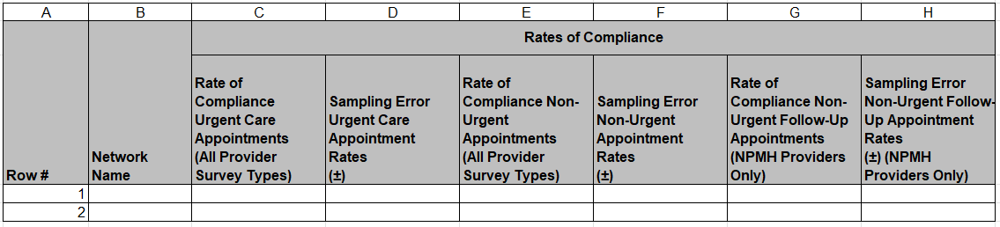 A B C D E F G H
Rates of Compliance
Row #
Network
Name
Rate of
Compliance
Urgent Care
Appointments
(All Provider
Survey Types)
Sampling Error
Urgent Care
Appointment
Rates
(±)
Rate of
Compliance Non-
Urgent
Appointments
(All Provider
Survey Types)
Sampling Error
Non-Urgent
Appointment
Rates
(±)
Rate of
Compliance Non-
Urgent Follow-Up
Appointments
(NPMH Providers
Only)
Sampling Error
Non-Urgent Follow-
Up Appointment
Rates
(±) (NPMH
Providers Only)
1
2